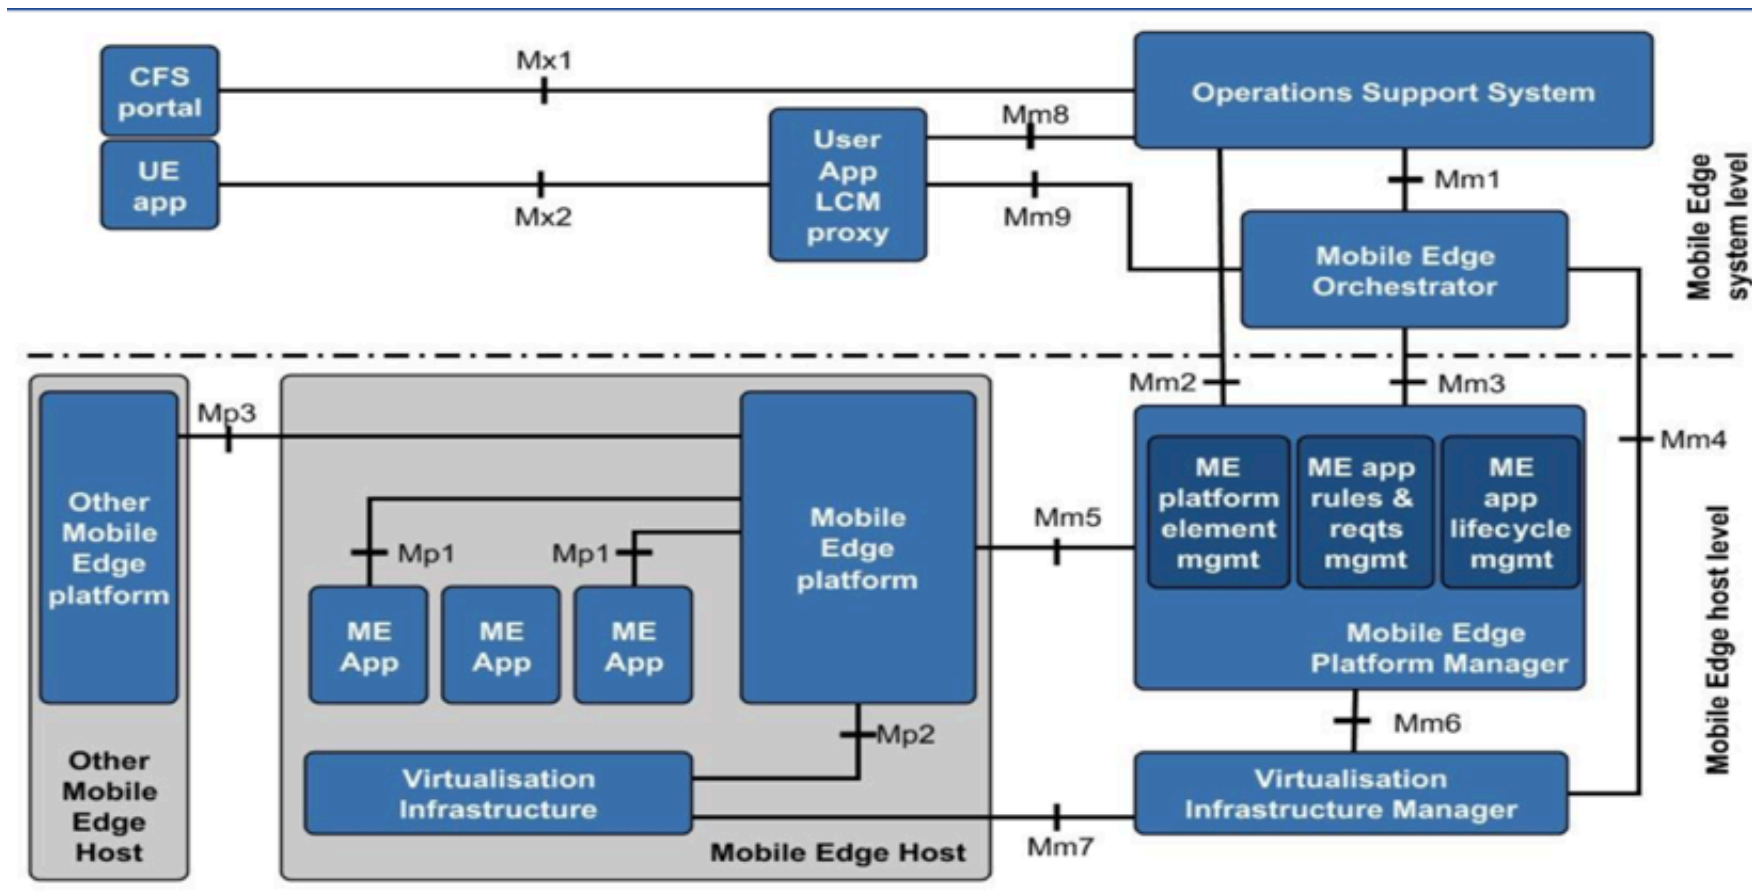 CFS
portal
Mx1
Operations Support System
UE
app
Mx2
User
App
LCM
proxy
Mm8
Mm9
Mm1
Mobile Edge
Orchestrator
Mobile Edge
system level
Mm2
Mm3
Mm4
Other
Mobile
Edge
platform
Other
Mobile
Edge
Host
Mp3
Mp1
Mp1
ME
App
ME
App
ME
App
Mobile
Edge
platform
Mp2
Virtualisation
Infrastructure
Mobile Edge Host
Mm5
ME
platform
element
mgmt
ME app
rules &
reqts
mgmt
ME
app
lifecycle
mgmt
Mobile Edge
Platform Manager
Mm6
Virtualisation
Infrastructure Manager
Mm7
Mobile Edge host level